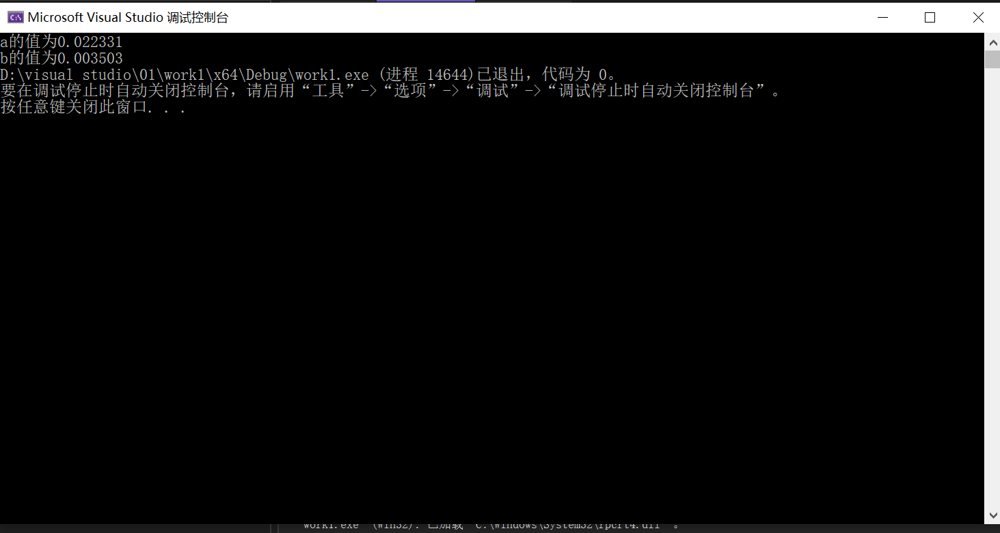 Microsoft Visual Studio 调试控制台
a的值为0.022331
b的值为0.003503
D:\visual studio\01\work1\x64\Debug\work1.exe (进程 14644)已退出，代码为 0。
要在调试停止时自动关闭控制台，请启用“工具”->“选项”->“调试”->“调试停止时自动关闭控制台”。
按任意键关闭此窗口. . .
work1.exe (Win32): 已加载 C:\Windows\System32\rpcrt4.dll 。